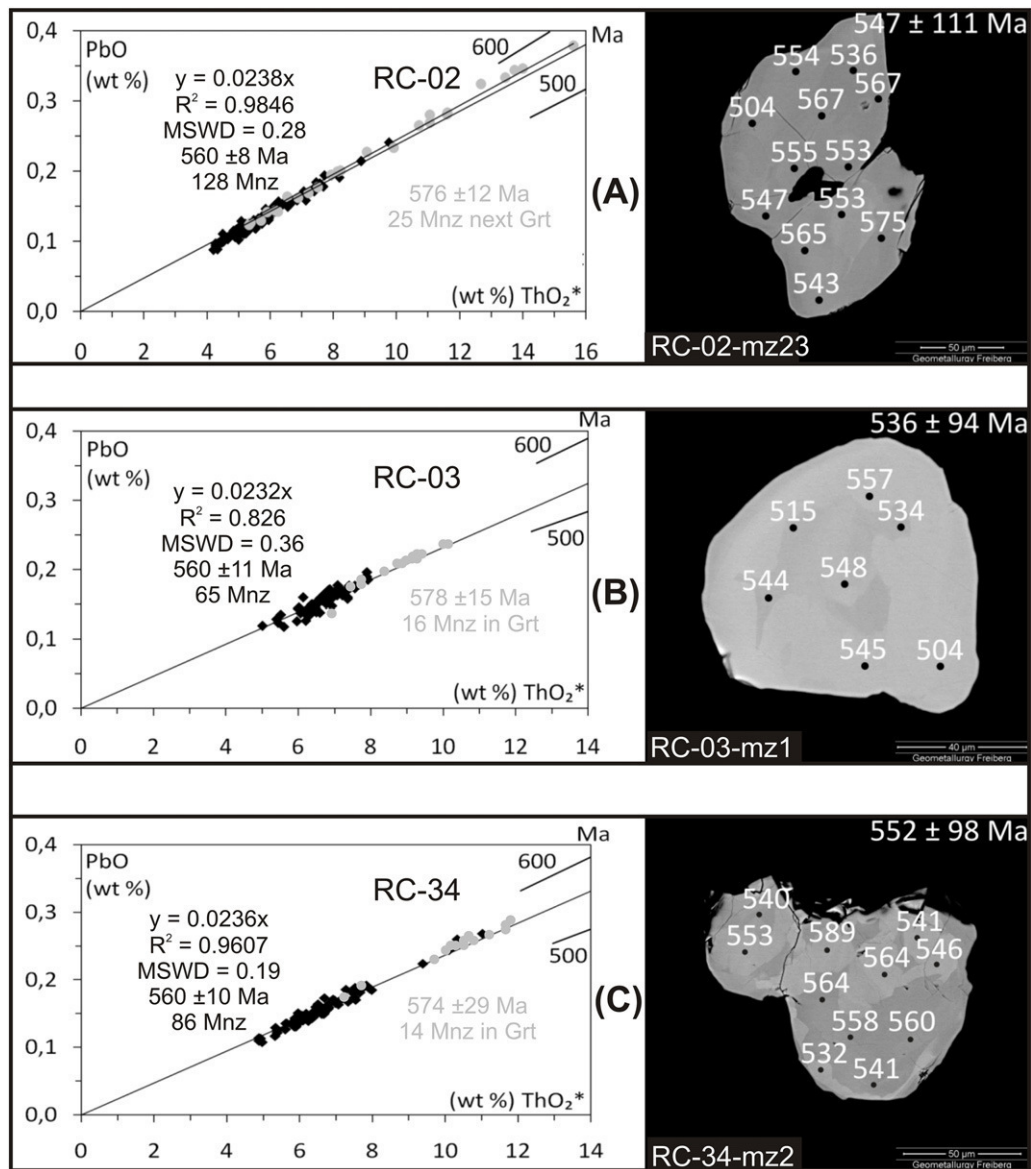 0,4
PbO
(wt %)
600
Ma
RC-02
500
y = 0.0238x
R² = 0.9846
MSWD = 0.28
560 ±8 Ma
128 Mnz
0,3
0,2
576 ±12 Ma
25 Mnz next Grt
0,1
(wt %) ThO₂*
0,0
0 2 4 6 8 10 12 14 16
(A)
547 ± 111 Ma
554 536
567
504 567
555 553
547 553
575
565
543
RC-02-mz23
50 µm
Geometallurgy Freiberg
0,4
PbO
(wt %)
Ma
600
RC-03
500
y = 0.0232x
R² = 0.826
MSWD = 0.36
560 ±11 Ma
65 Mnz
0,3
0,2
578 ±15 Ma
16 Mnz in Grt
0,1
(wt %) ThO₂*
0,0
0 2 4 6 8 10 12 14
(B)
536 ± 94 Ma
557
515 534
548
544
545 504
RC-03-mz1
40 µm
Geometallurgy Freiberg
0,4
PbO
(wt %)
Ma
600
RC-34
500
y = 0.0236x
R² = 0.9607
MSWD = 0.19
560 ±10 Ma
86 Mnz
0,3
0,2
574 ±29 Ma
14 Mnz in Grt
0,1
(wt %) ThO₂*
0,0
0 2 4 6 8 10 12 14
(C)
552 ± 98 Ma
540
553 589 541
564 546
564
558 560
532
541
RC-34-mz2
50 µm
Geometallurgy Freiberg